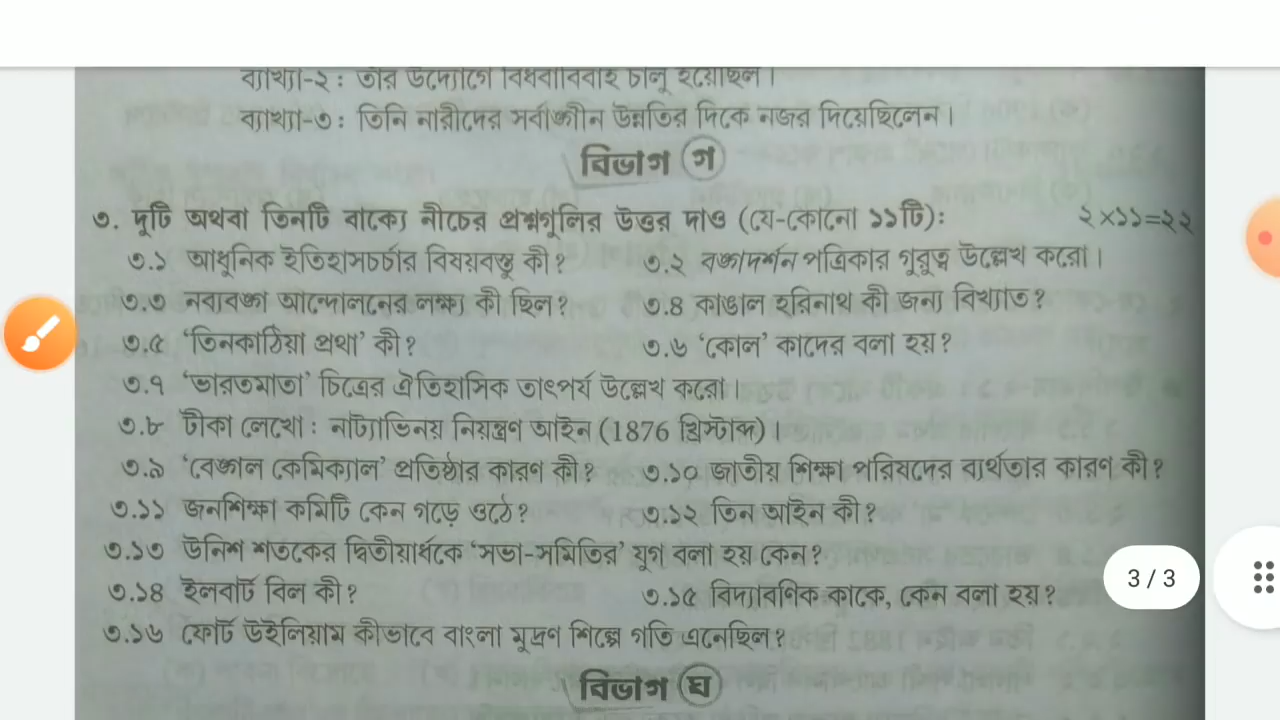 ব্যাখ্যা-২: তাঁর উদ্যোগে বিধবাবিবাহ চালু হয়েছিল।
ব্যাখ্যা-৩: তিনি নারীদের সর্বাঙ্গীন উন্নতির দিকে নজর দিয়েছিলেন।
বিভাগ গ
৩. দুটি অথবা তিনটি বাক্যে নীচের প্রশ্নগুলির উত্তর দাও (যে-কোনো ১১টি): ২×১১=২২
৩.১ আধুনিক ইতিহাসচর্চার বিষয়বস্তু কী? ৩.২ বঙ্গদর্শন পত্রিকার গুরুত্ব উল্লেখ করো।
৩.৩ নব্যবঙ্গ আন্দোলনের লক্ষ্য কী ছিল? ৩.৪ কাঙাল হরিনাথ কী জন্য বিখ্যাত?
৩.৫ ‘তিনকাঠিয়া প্রথা’ কী? ৩.৬ ‘কোল’ কাদের বলা হয়?
৩.৭ ‘ভারতমাতা’ চিত্রের ঐতিহাসিক তাৎপর্য উল্লেখ করো।
৩.৮ টীকা লেখো: নাট্যাভিনয় নিয়ন্ত্রণ আইন (1876 খ্রিস্টাব্দ)।
৩.৯ ‘বেঙ্গল কেমিক্যাল’ প্রতিষ্ঠার কারণ কী? ৩.১০ জাতীয় শিক্ষা পরিষদের ব্যর্থতার কারণ কী?
৩.১১ জনশিক্ষা কমিটি কেন গড়ে ওঠে? ৩.১২ তিন আইন কী?
৩.১৩ উনিশ শতকের দ্বিতীয়ার্ধকে ‘সভা-সমিতির’ যুগ বলা হয় কেন?
৩.১৪ ইলবার্ট বিল কী? ৩.১৫ বিদ্যাবণিক কাকে, কেন বলা হয়?
3/3
৩.১৬ ফোর্ট উইলিয়াম কীভাবে বাংলা মুদ্রণ শিল্পে গতি এনেছিল?
বিভাগ ঘ